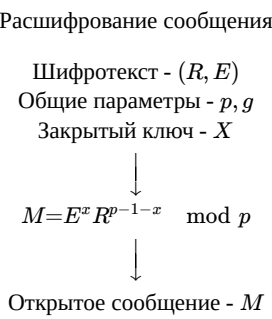 Расшифрование сообщения
Шифротекст - (R, E)
Общие параметры - p, g
Закрытый ключ - X
M=E^x R^{p−1−x} mod p
Открытое сообщение - M